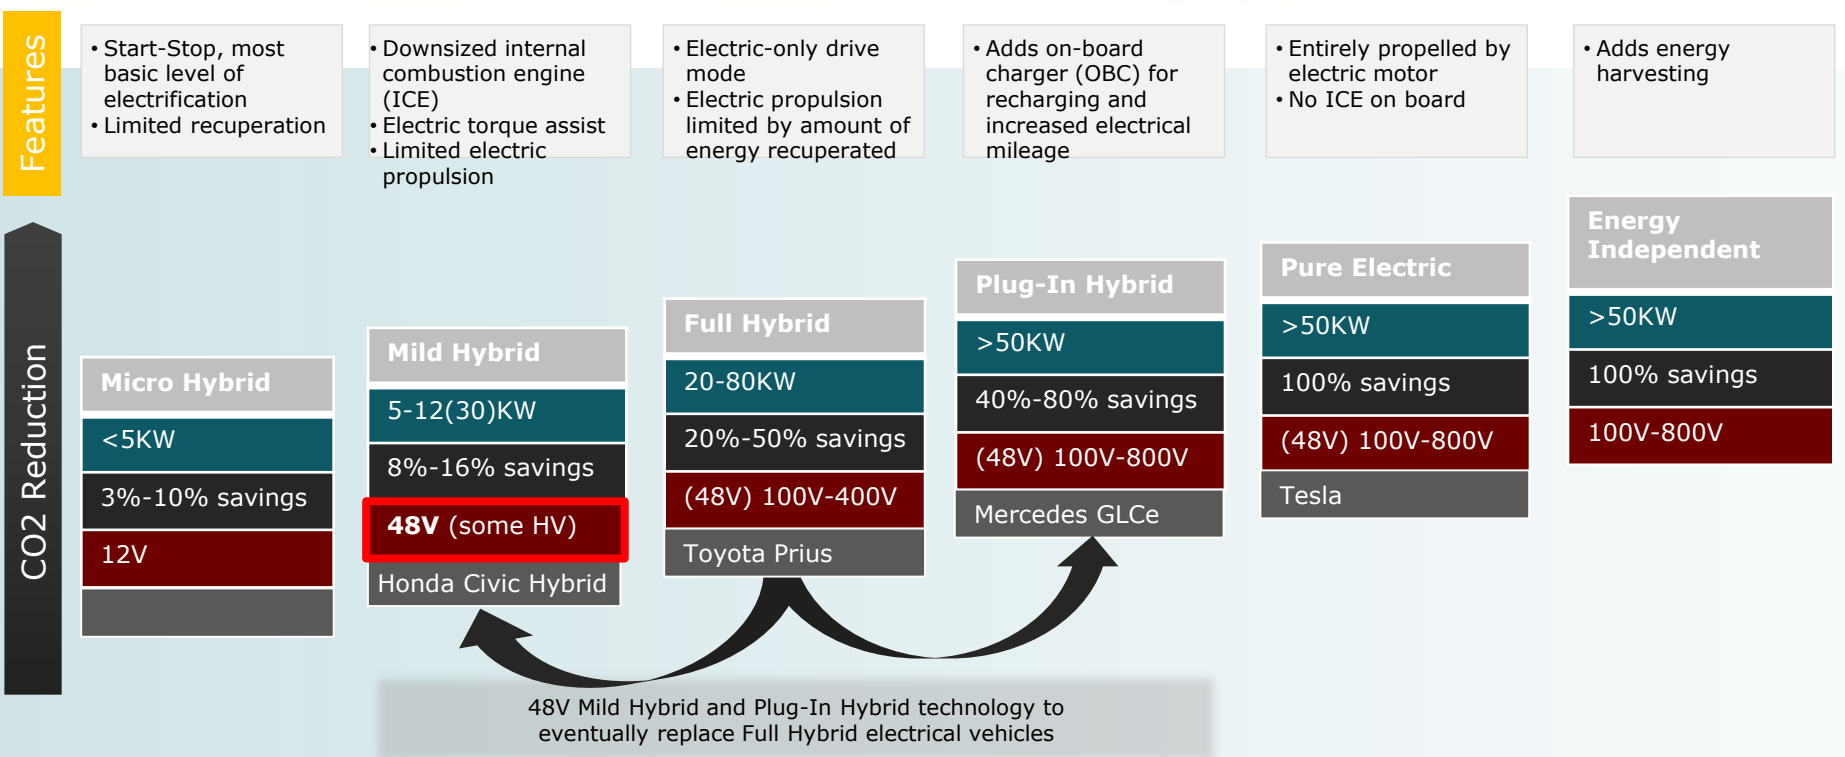 Features
• Start-Stop, most
basic level of
electrification
• Limited recuperation
• Downsized internal
combustion engine
(ICE)
• Electric torque assist
• Limited electric
propulsion
• Electric-only drive
mode
• Electric propulsion
limited by amount of
energy recuperated
• Adds on-board
charger (OBC) for
recharging and
increased electrical
mileage
• Entirely propelled by
electric motor
• No ICE on board
• Adds energy
harvesting
CO2 Reduction
Micro Hybrid
<5KW
3%-10% savings
12V
Mild Hybrid
5-12(30)KW
8%-16% savings
48V (some HV)
Honda Civic Hybrid
Full Hybrid
20-80KW
20%-50% savings
(48V) 100V-400V
Toyota Prius
Plug-In Hybrid
>50KW
40%-80% savings
(48V) 100V-800V
Mercedes GLCe
Pure Electric
>50KW
100% savings
(48V) 100V-800V
Tesla
Energy
Independent
>50KW
100% savings
100V-800V
48V Mild Hybrid and Plug-In Hybrid technology to
eventually replace Full Hybrid electrical vehicles